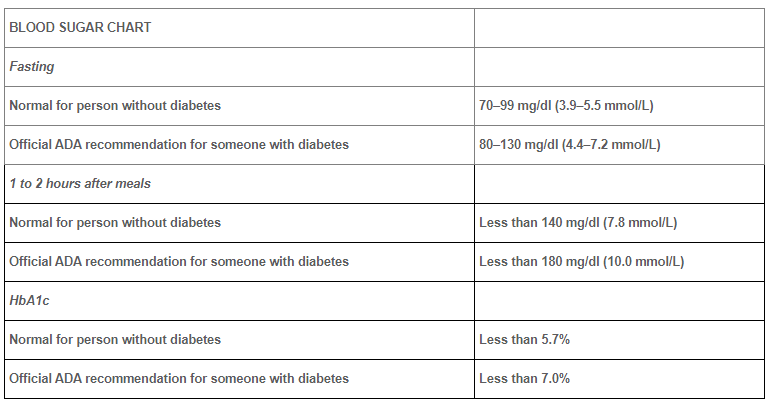 BLOOD SUGAR CHART
Fasting
Normal for person without diabetes 70–99 mg/dl (3.9–5.5 mmol/L)
Official ADA recommendation for someone with diabetes 80–130 mg/dl (4.4–7.2 mmol/L)
1 to 2 hours after meals
Normal for person without diabetes Less than 140 mg/dl (7.8 mmol/L)
Official ADA recommendation for someone with diabetes Less than 180 mg/dl (10.0 mmol/L)
HbA1c
Normal for person without diabetes Less than 5.7%
Official ADA recommendation for someone with diabetes Less than 7.0%